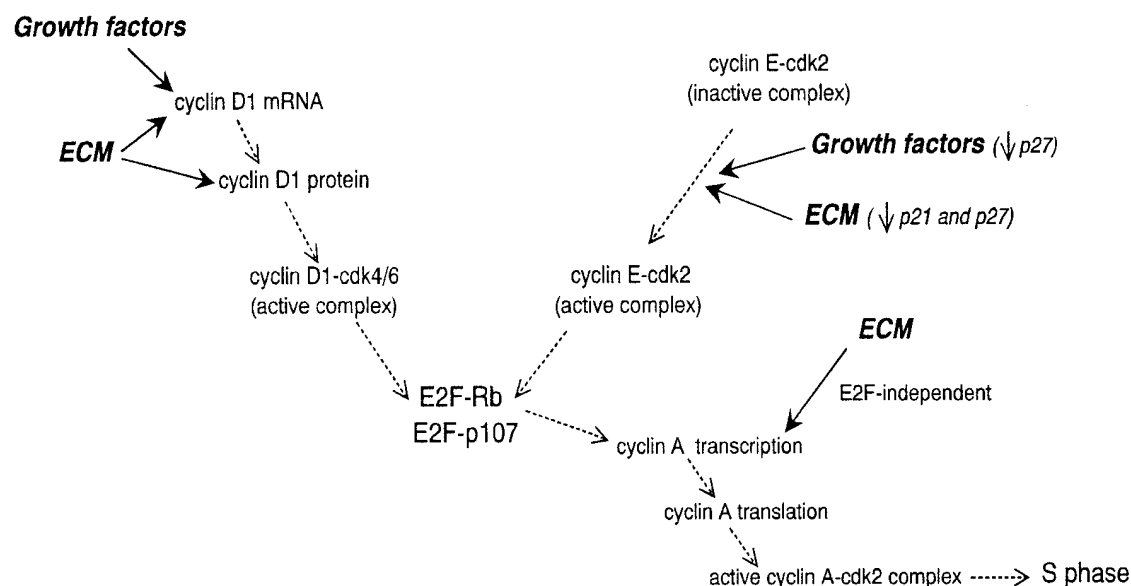 Growth factors
cyclin D1 mRNA
ECM
cyclin D1 protein
cyclin D1-cdk4/6
(active complex)
cyclin E-cdk2
(inactive complex)
Growth factors (↓ p27)
ECM (↓ p21 and p27)
cyclin E-cdk2
(active complex)
E2F-Rb
E2F-p107
ECM
E2F-independent
cyclin A transcription
cyclin A translation
active cyclin A-cdk2 complex
S phase